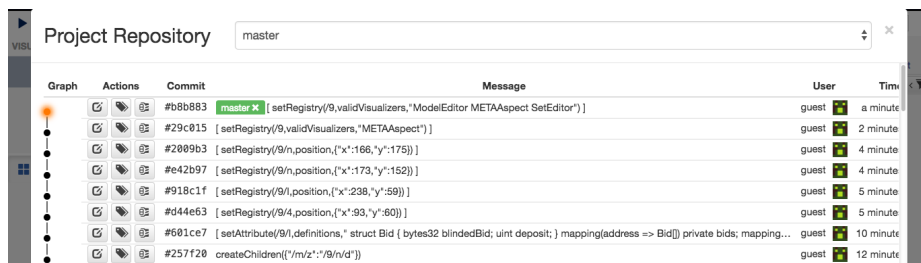 VISU
Project Repository master ×
Graph Actions Commit Message User Time
#b8b883 master × [ setRegistry(/9,validVisualizers,"ModelEditor METAAspect SetEditor") ] guest a minute
#29c015 [ setRegistry(/9,validVisualizers,"METAAspect") ] guest 2 minute
#2009b3 [ setRegistry(/9/n,position,{"x":166,"y":175}) ] guest 4 minute
#e42b97 [ setRegistry(/9/n,position,{"x":173,"y":152}) ] guest 4 minute
#918c1f [ setRegistry(/9/l,position,{"x":238,"y":59}) ] guest 5 minute
#d44e63 [ setRegistry(/9/4,position,{"x":93,"y":60}) ] guest 5 minute
#601ce7 [ setAttribute(/9/l,definitions," struct Bid { bytes32 blindedBid; uint deposit; } mapping(address => Bid[]) private bids; mapping... guest 10 minute
#257f20 createChildren({"/m/z":"/9/n/d"}) guest 12 minute